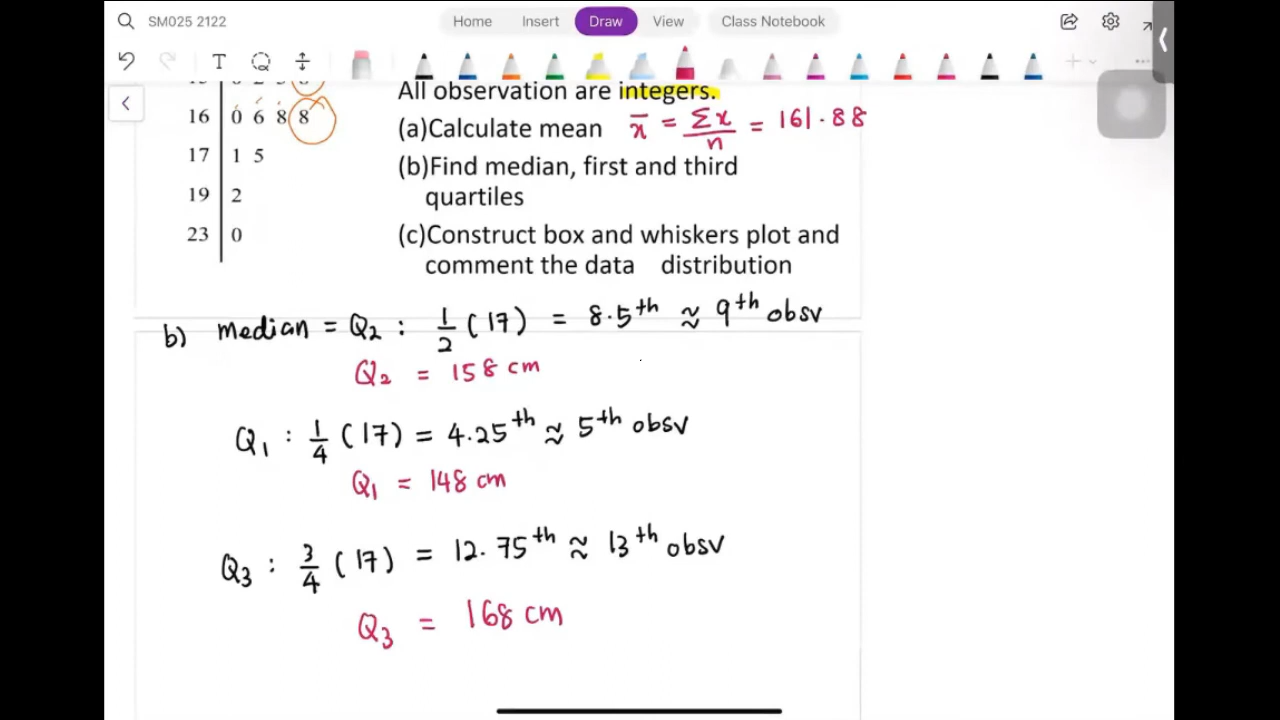 SM025 2122
Home Insert Draw View Class Notebook
All observation are integers.
16 | 0 6 8 8
(a)Calculate mean x̄ = Σx/n = 161.88
17 | 1 5
(b)Find median, first and third
quartiles
19 | 2
(c)Construct box and whiskers plot and
23 | 0
comment the data distribution
b) median = Q₂ : 1/2 (17) = 8.5th ≈ 9th obsv
Q₂ = 158 cm
Q₁ : 1/4 (17) = 4.25th ≈ 5th obsv
Q₁ = 148 cm
Q₃ : 3/4 (17) = 12.75th ≈ 13th obsv
Q₃ = 168 cm